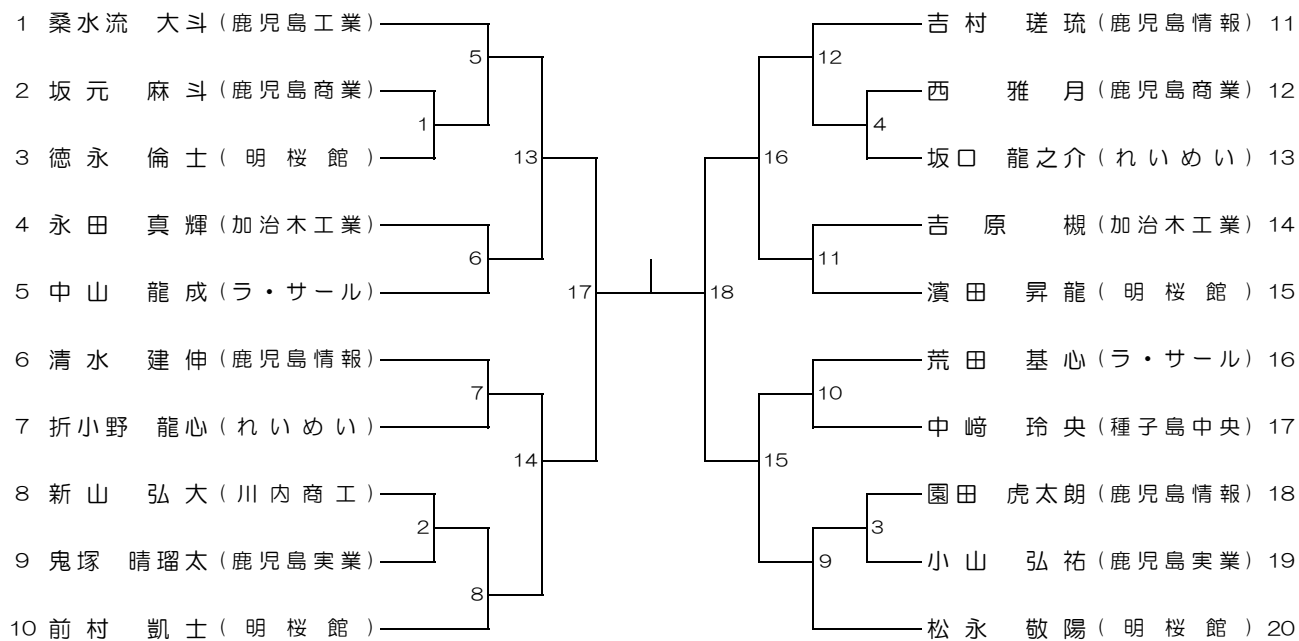 1 桑水流 大斗 (鹿児島工業)
2 坂元 麻斗 (鹿児島商業)
3 徳永 倫士 (明桜館)
4 永田 真輝 (加治木工業)
5 中山 龍成 (ラ・サール)
6 清水 建伸 (鹿児島情報)
7 折小野 龍心 (れいめい)
8 新山 弘大 (川内商工)
9 鬼塚 晴瑠太 (鹿児島実業)
10 前村 凱士 (明桜館)
5
1
13
6
17
7
14
2
8
吉村 瑳琉 (鹿児島情報) 11
西 雅月 (鹿児島商業) 12
坂口 龍之介 (れいめい) 13
吉原 槻 (加治木工業) 14
濱田 昇龍 (明桜館) 15
荒田 基心 (ラ・サール) 16
中﨑 玲央 (種子島中央) 17
園田 虎太朗 (鹿児島情報) 18
小山 弘祐 (鹿児島実業) 19
松永 敬陽 (明桜館) 20
12
4
16
11
18
10
15
3
9